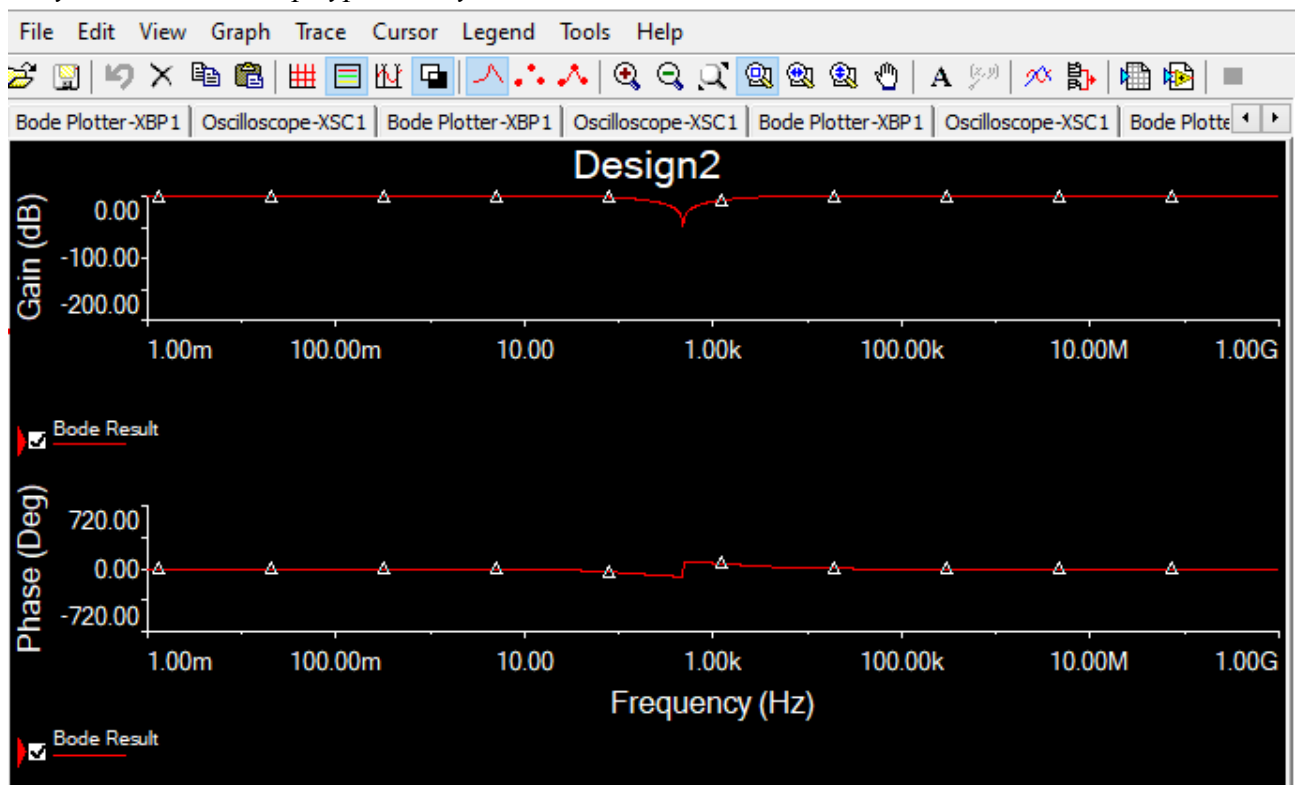 File Edit View Graph Trace Cursor Legend Tools Help
A (x,y)
Bode Plotter-XBP1 Oscilloscope-XSC1 Bode Plotter-XBP1 Oscilloscope-XSC1 Bode Plotter-XBP1 Oscilloscope-XSC1 Bode Plotte
Design2
Gain (dB)
0.00
-100.00
-200.00
1.00m 100.00m 10.00 1.00k 100.00k 10.00M 1.00G
Bode Result
Phase (Deg)
720.00
0.00
-720.00
1.00m 100.00m 10.00 1.00k 100.00k 10.00M 1.00G
Frequency (Hz)
Bode Result